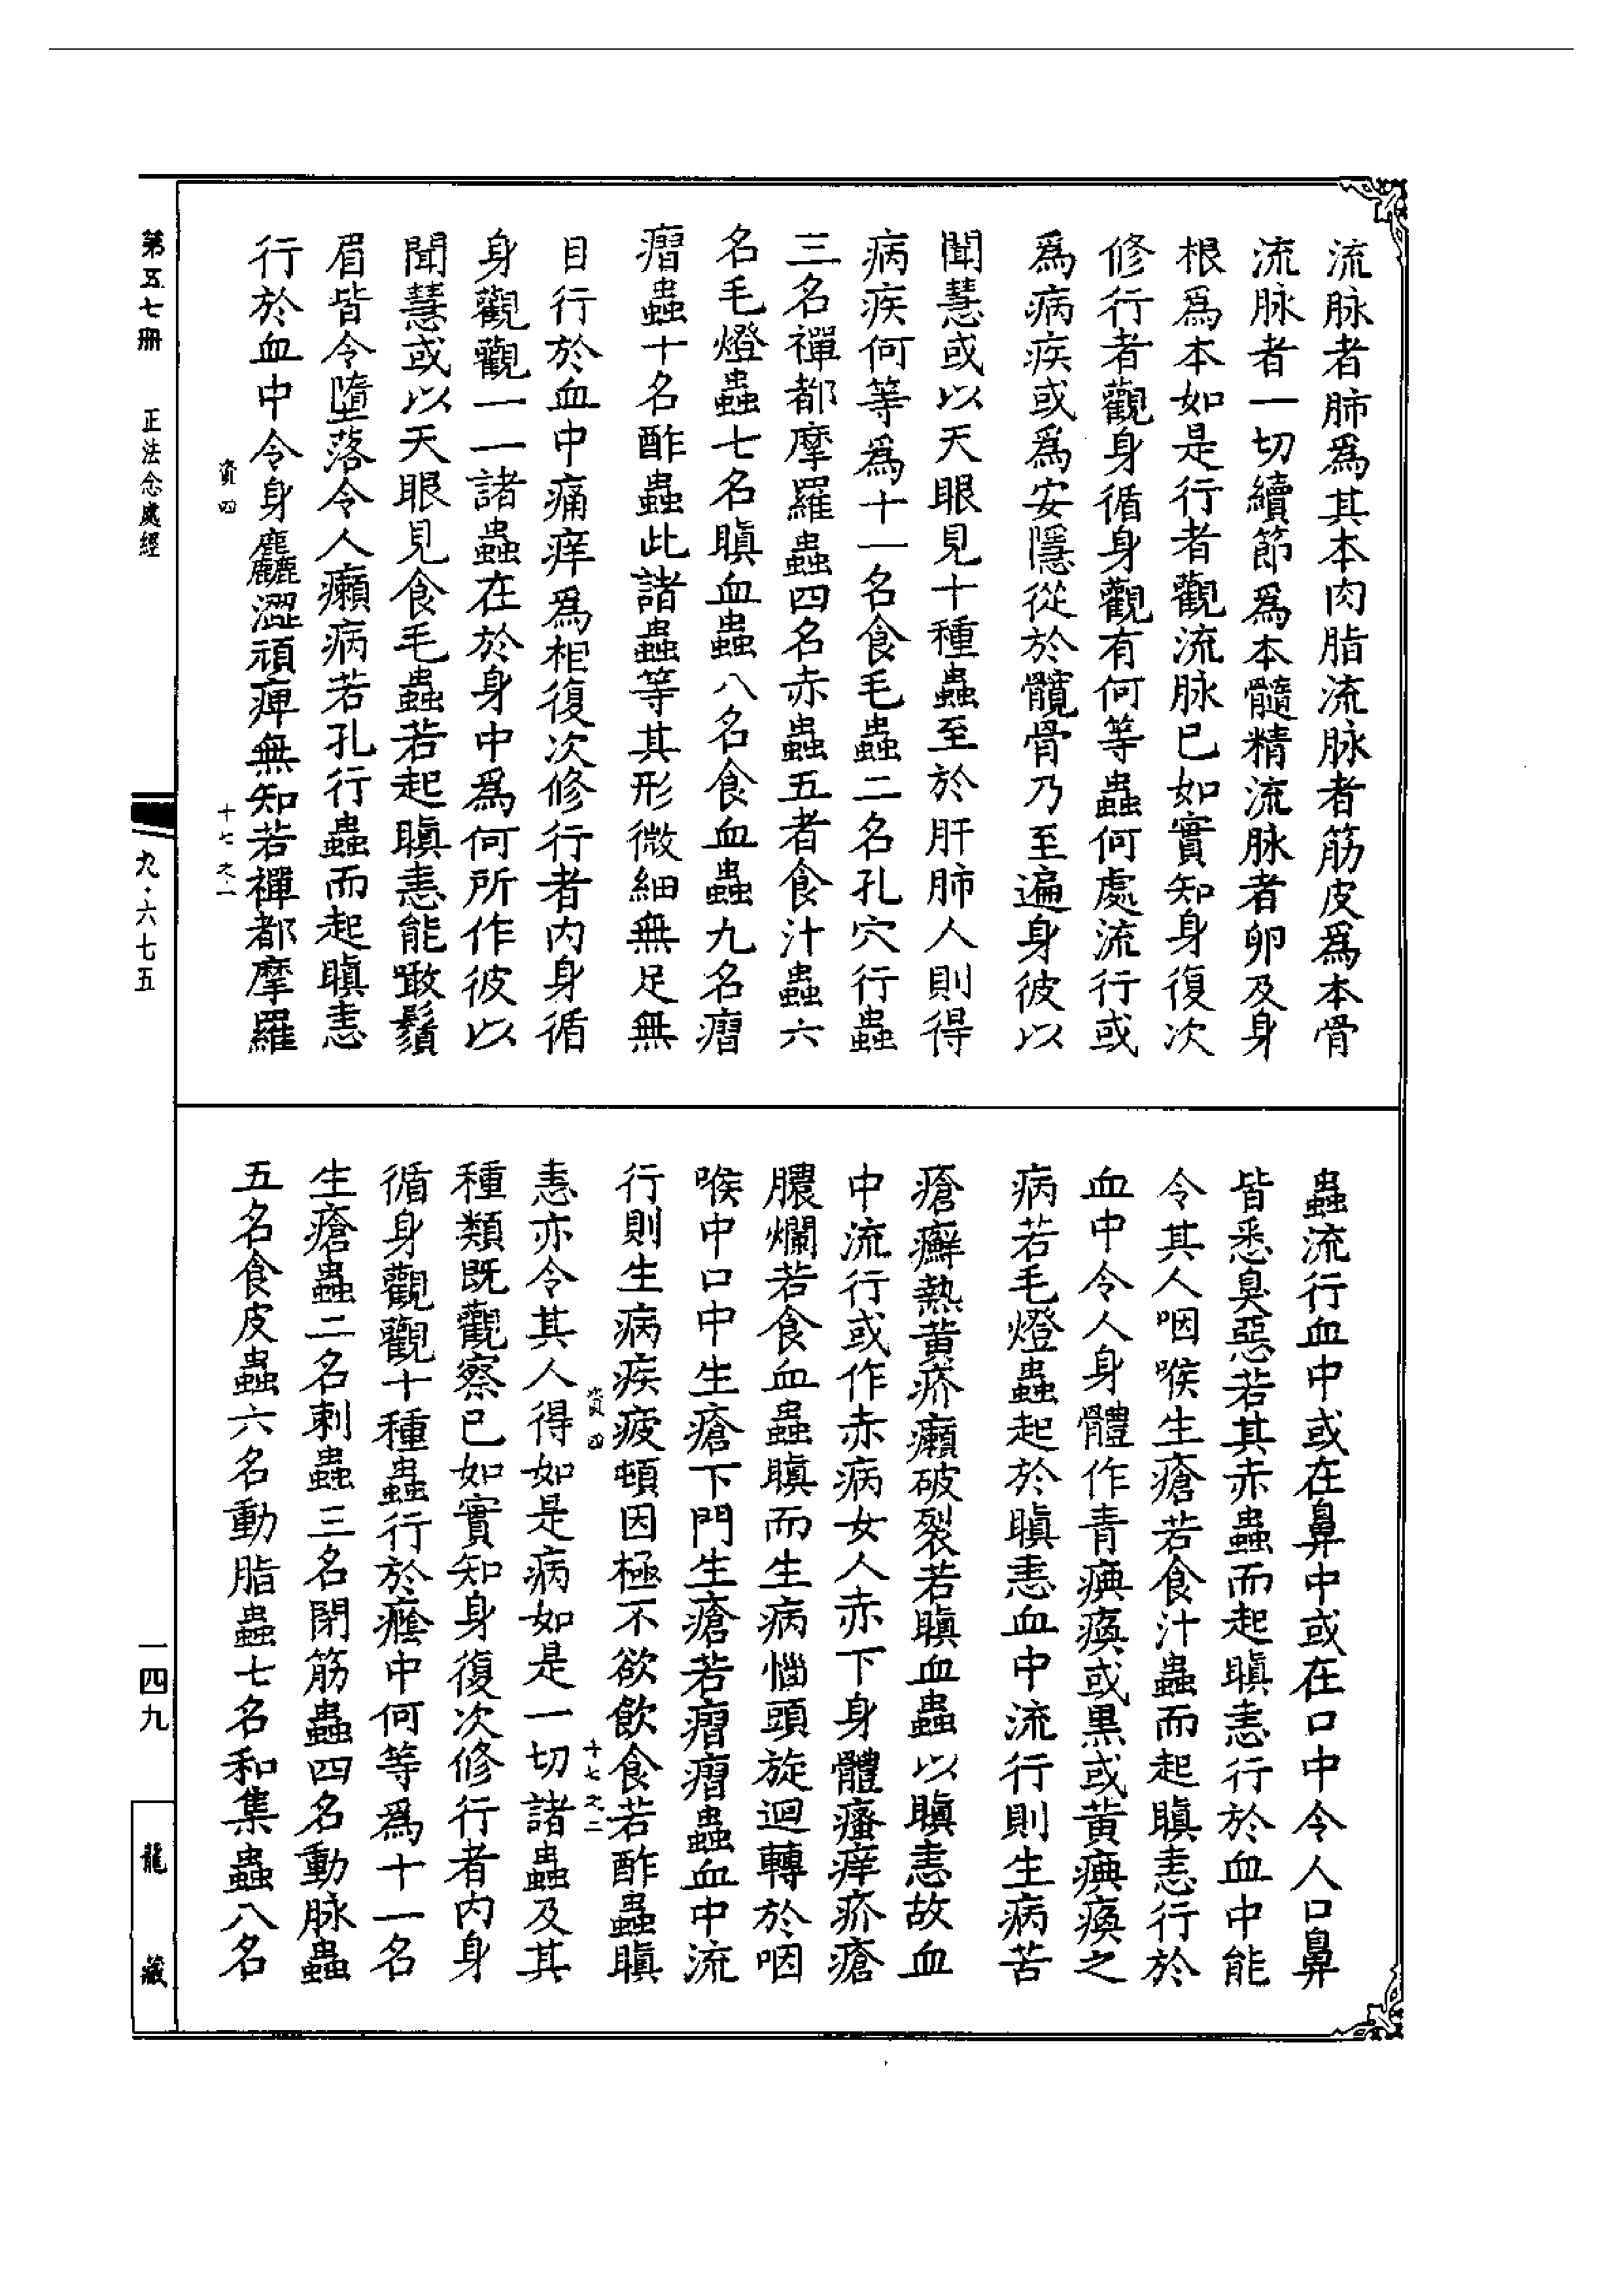 流脉者肺爲其本肉脂流脉者筋皮爲本骨
流脉者一切續節爲本髓精流脉者卵及身
根爲本如是行者觀流脉已如實知身復次
修行者觀身循身觀有何等蟲何處流行或
爲病疾或爲安隱從於髖骨乃至遍身彼以
聞慧或以天眼見十種蟲至於肝肺人則得
病疾何等爲十一名食毛蟲二名孔穴行蟲
三名禪都摩羅蟲四名赤蟲五者食汁蟲六
名毛燈蟲七名瞋血蟲八名食血蟲九名瘤
瘤蟲十名酢蟲此諸蟲等其形微細無足無
目行於血中痛痒爲相復次修行者内身循
身觀觀一一諸蟲在於身中爲何所作彼以
聞慧或以天眼見食毛蟲若起瞋恚能噉鬚
眉皆令墮落令人癩病若孔行蟲而起瞋恚
行於血中令身麤澀頑痺無知若禪都摩羅
資四
十七之一
蟲流行血中或在鼻中或在口中令人口鼻
皆悉臭惡若其赤蟲而起瞋恚行於血中能
令其人咽喉生瘡若食汁蟲而起瞋恚行於
血中令人身體作青痶瘓或黒或黄痶瘓之
病若毛燈蟲起於瞋恚血中流行則生病苦
瘡癬熱黄疥癩破裂若瞋血蟲以瞋恚故血
中流行或作赤病女人赤下身體瘙痒疥瘡
膿爛若食血蟲瞋而生病惱頭旋迴轉於咽
喉中口中生瘡下門生瘡若瘤瘤蟲血中流
行則生病疾疲頓因極不欲飲食若酢蟲瞋
資四
十七之二
恚亦令其人得如是病如是一切諸蟲及其
種類既觀察已如實知身復次修行者内身
循身觀觀十種蟲行於癊中何等爲十一名
生瘡蟲二名刺蟲三名閉筋蟲四名動脉蟲
五名食皮蟲六名動脂蟲七名和集蟲八名
第五七册
正法念處經
九·六七五
一四九
龍藏